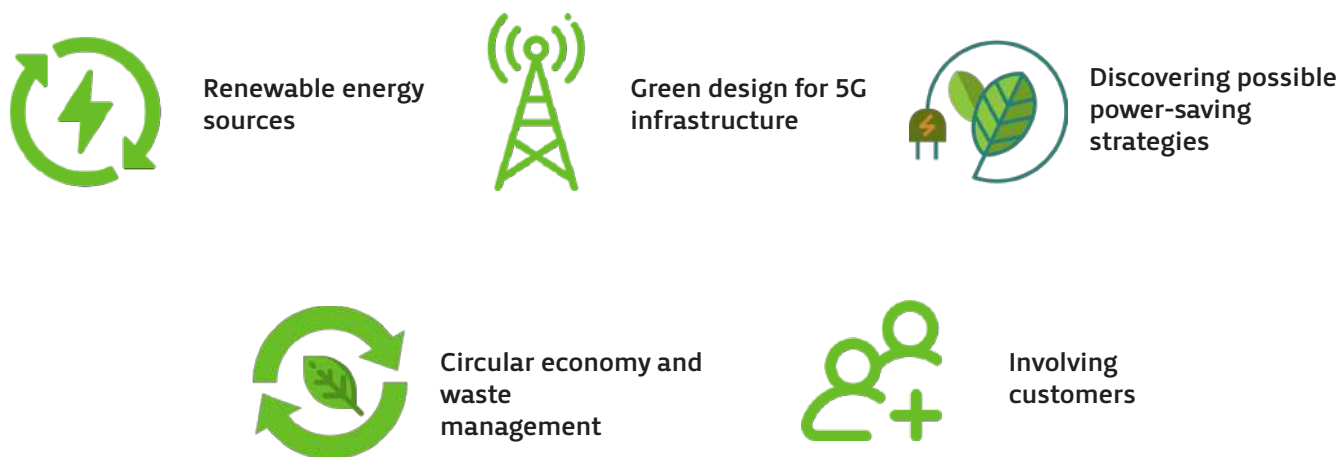 Renewable energy
sources
Green design for 5G
infrastructure
Discovering possible
power-saving
strategies
Circular economy and
waste
management
Involving
customers